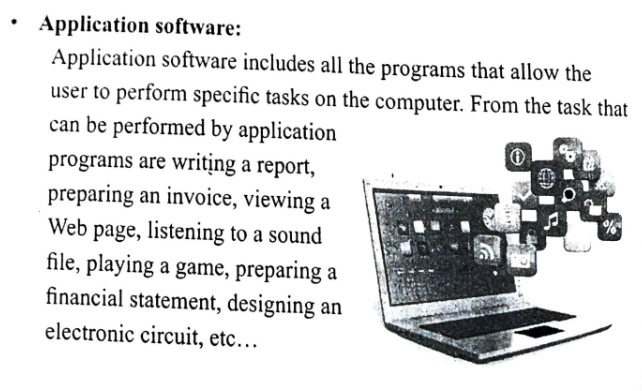 • Application software:
Application software includes all the programs that allow the
user to perform specific tasks on the computer. From the task that
can be performed by application
programs are writing a report,
preparing an invoice, viewing a
Web page, listening to a sound
file, playing a game, preparing a
financial statement, designing an
electronic circuit, etc...